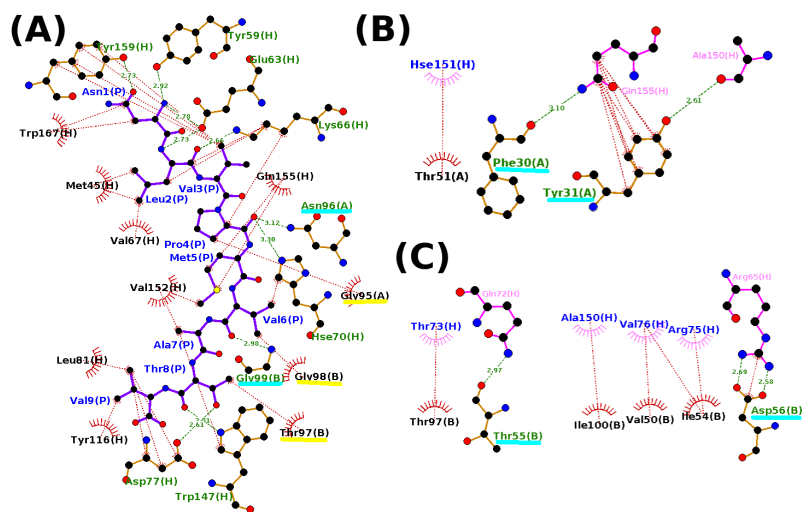 (A)
Tyr159(H)
Tyr59(H)
Glu63(H)
2.73
2.92
Asn1(P)
2.78
Lys66(H)
Trp167(H)
2.73
2.66
Gln155(H)
Met45(H)
Val3(P)
Leu2(P)
Asn96(A)
3.12
Val67(H)
Pro4(P)
3.38
Met5(P)
Val152(H)
Gly95(A)
Val6(P)
Hse70(H)
Ala7(P)
2.98
Leu81(H)
Thr8(P)
Gly99(B)
Gly98(B)
Val9(P)
2.61
Tyr116(H)
Thr97(B)
Asp77(H)
Trp147(H)
(B)
Hse151(H)
Ala150(H)
Gln155(H)
3.10
2.61
Thr51(A)
Phe30(A)
Tyr31(A)
(C)
Gln72(H)
Arg65(H)
Thr73(H)
Ala150(H)
Val76(H)
Arg75(H)
2.97
2.69
2.58
Thr97(B)
Ile100(B)
Val50(B)
Ile54(B)
Asp56(B)
Thr55(B)